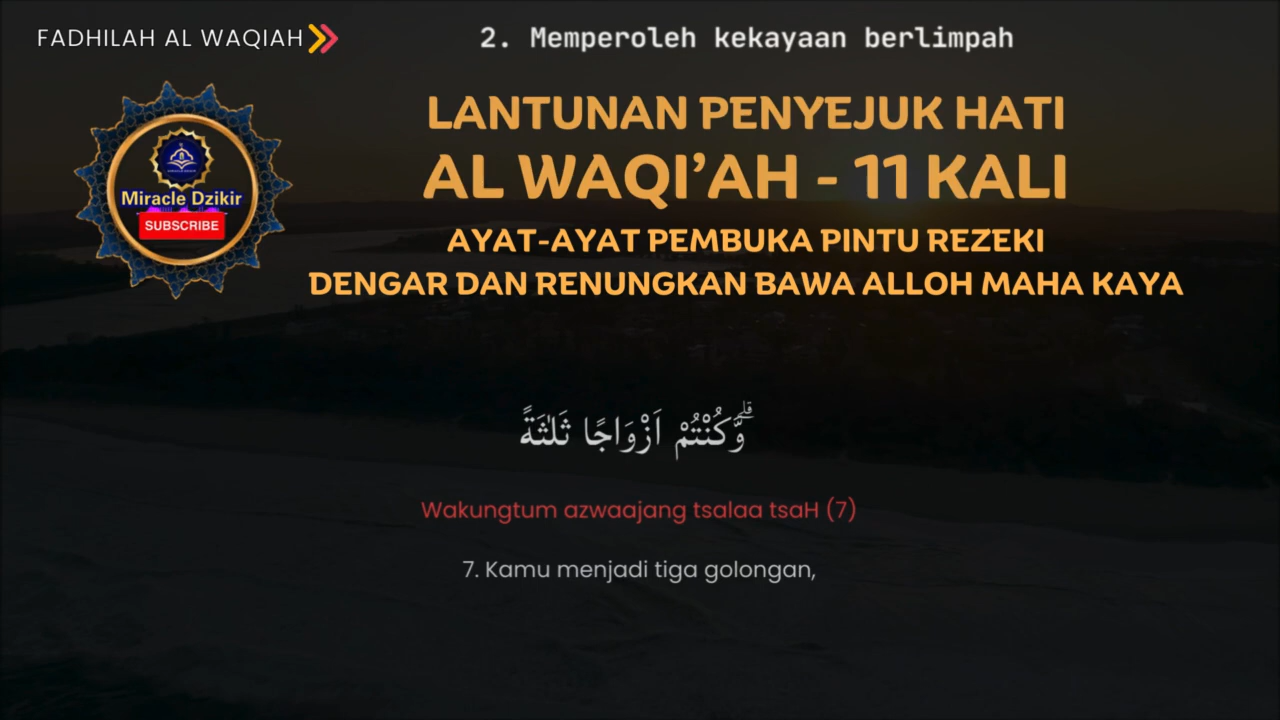 FADHILAH AL WAQIAH
2. Memperoleh kekayaan berlimpah
LANTUNAN PENYEJUK HATI
AL WAQI'AH - 11 KALI
AYAT-AYAT PEMBUKA PINTU REZEKI
DENGAR DAN RENUNGKAN BAWA ALLOH MAHA KAYA
Miracle Dzikir
SUBSCRIBE
وَّكُنْتُمْ اَزْوَاجًا ثَلٰثَةً ۗ
Wakungtum azwaajang tsalaa tsaH (7)
7. Kamu menjadi tiga golongan,